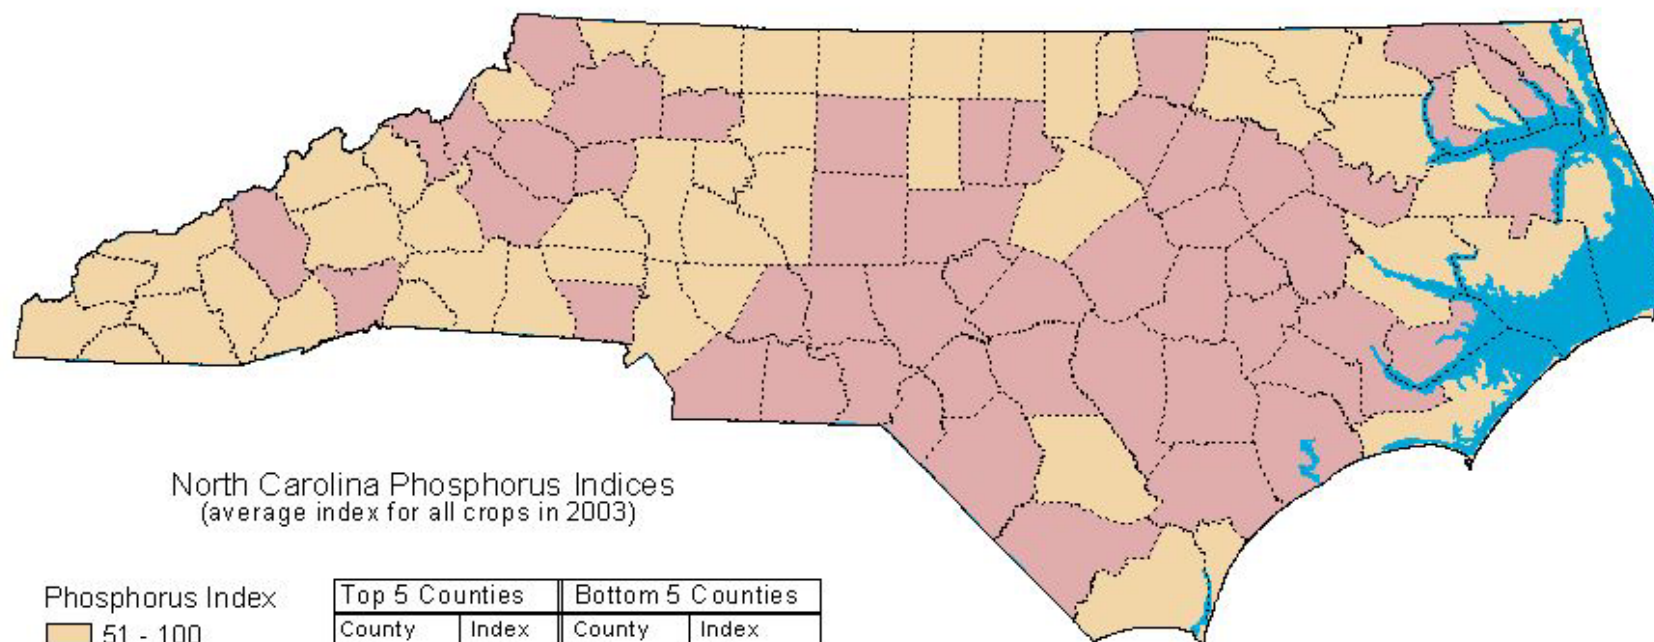 North Carolina Phosphorus Indices
(average index for all crops in 2003)
Phosphorus Index
51 - 100
Top 5 Counties Bottom 5 Counties
County Index County Index